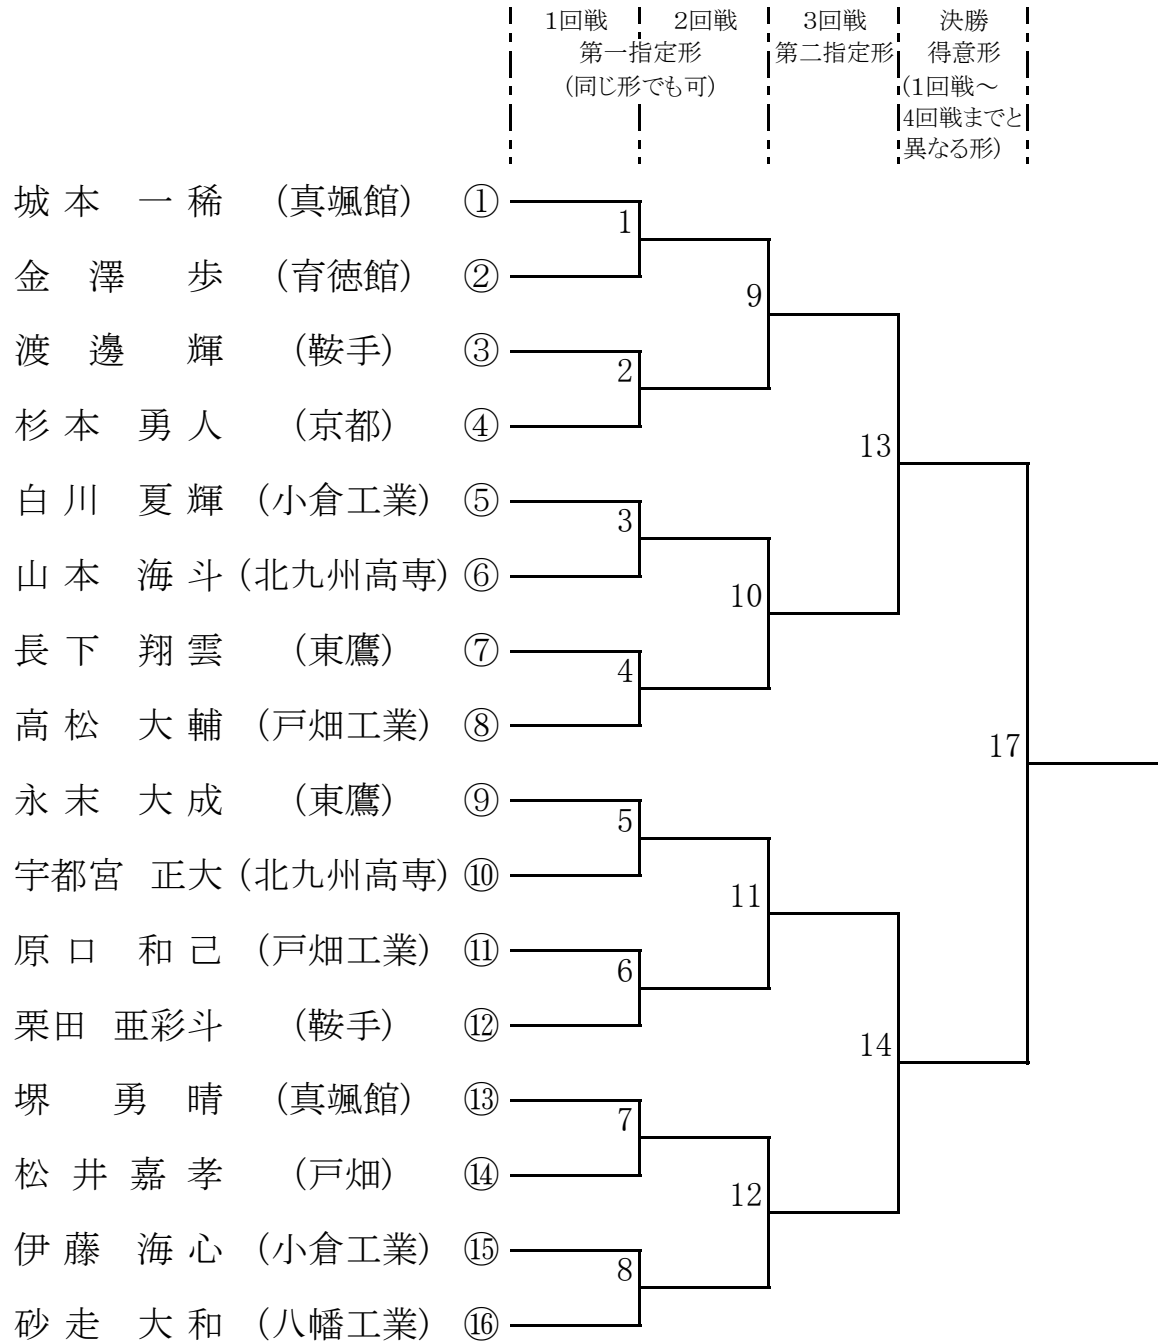 1回戦 2回戦 3回戦 決勝
第一指定形 第二指定形 得意形
(同じ形でも可) (1回戦～
4回戦までと
異なる形)
城本 一稀 (真颯館) ①
1
金澤 歩 (育徳館) ②
9
渡邊 輝 (鞍手) ③
2
杉本 勇人 (京都) ④
13
白川 夏輝 (小倉工業) ⑤
3
山本 海斗 (北九州高専) ⑥
10
長下 翔雲 (東鷹) ⑦
4
高松 大輔 (戸畑工業) ⑧
17
永末 大成 (東鷹) ⑨
5
宇都宮 正大 (北九州高専) ⑩
11
原口 和己 (戸畑工業) ⑪
6
栗田 亜彩斗 (鞍手) ⑫
14
堺 勇晴 (真颯館) ⑬
7
松井 嘉孝 (戸畑) ⑭
12
伊藤 海心 (小倉工業) ⑮
8
砂走 大和 (八幡工業) ⑯